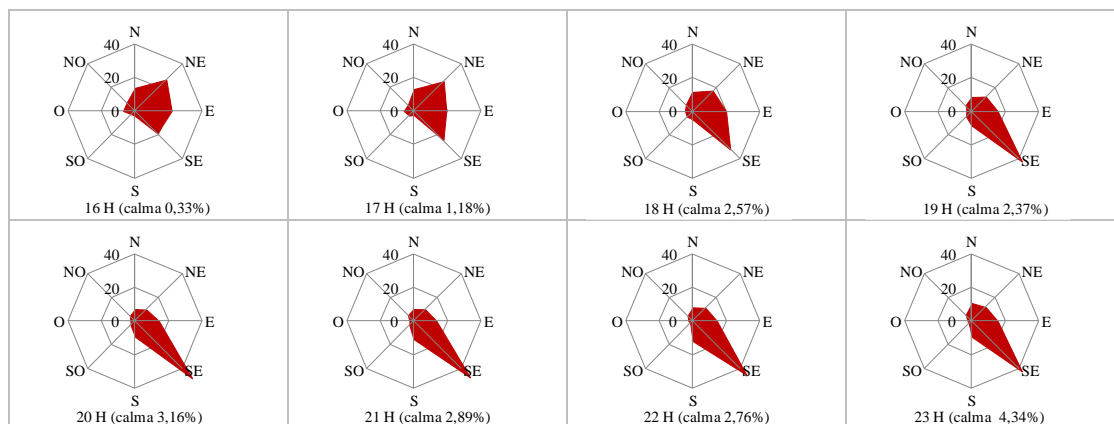 N
40
NO
NE
20
O
0
E
SO
SE
S
16 H (calma 0,33%)
N
40
NO
NE
20
O
0
E
SO
SE
S
17 H (calma 1,18%)
N
40
NO
NE
20
O
0
E
SO
SE
S
18 H (calma 2,57%)
N
40
NO
NE
20
O
0
E
SO
SE
S
19 H (calma 2,37%)
N
40
NO
NE
20
O
0
E
SO
SE
S
20 H (calma 3,16%)
N
40
NO
NE
20
O
0
E
SO
SE
S
21 H (calma 2,89%)
N
40
NO
NE
20
O
0
E
SO
SE
S
22 H (calma 2,76%)
N
40
NO
NE
20
O
0
E
SO
SE
S
23 H (calma 4,34%)